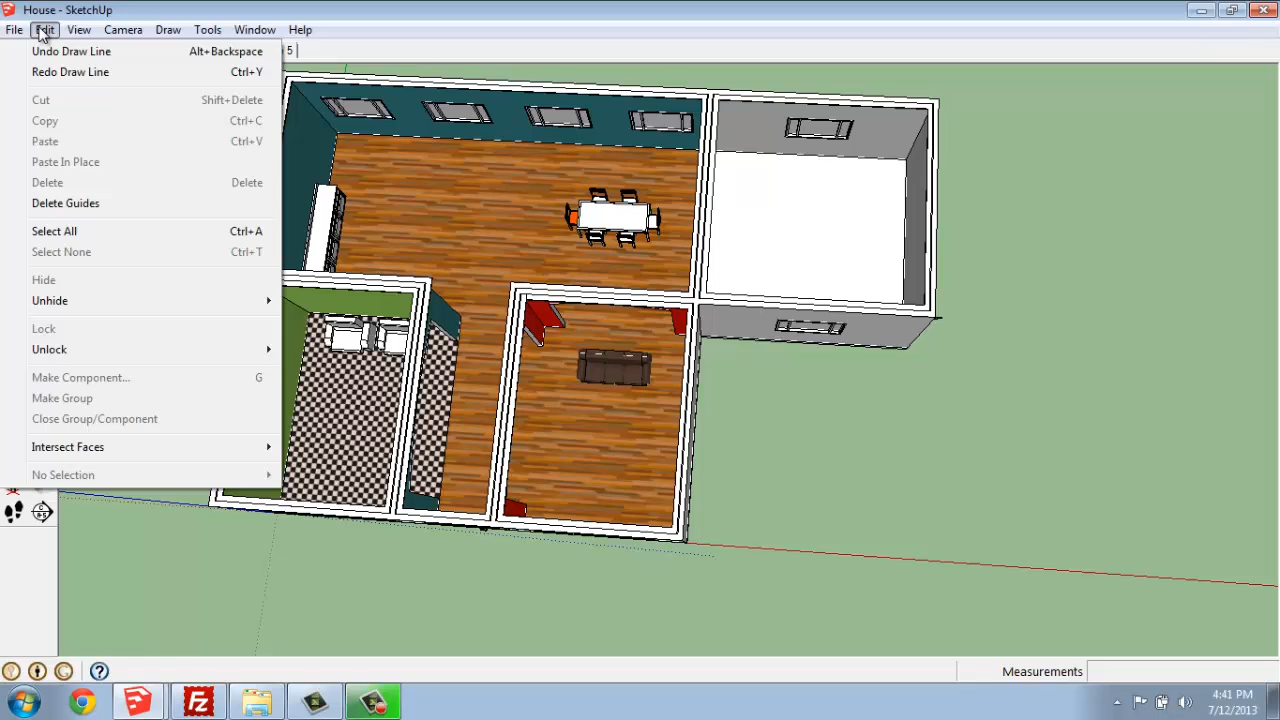 House - SketchUp
File Edit View Camera Draw Tools Window Help
Undo Draw Line Alt+Backspace
5
Redo Draw Line Ctrl+Y
Cut Shift+Delete
Copy Ctrl+C
Paste Ctrl+V
Paste In Place
Delete Delete
Delete Guides
Select All Ctrl+A
Select None Ctrl+T
Hide
Unhide
Lock
Unlock
Make Component... G
Make Group
Close Group/Component
Intersect Faces
No Selection
Measurements
4:41 PM
7/12/2013